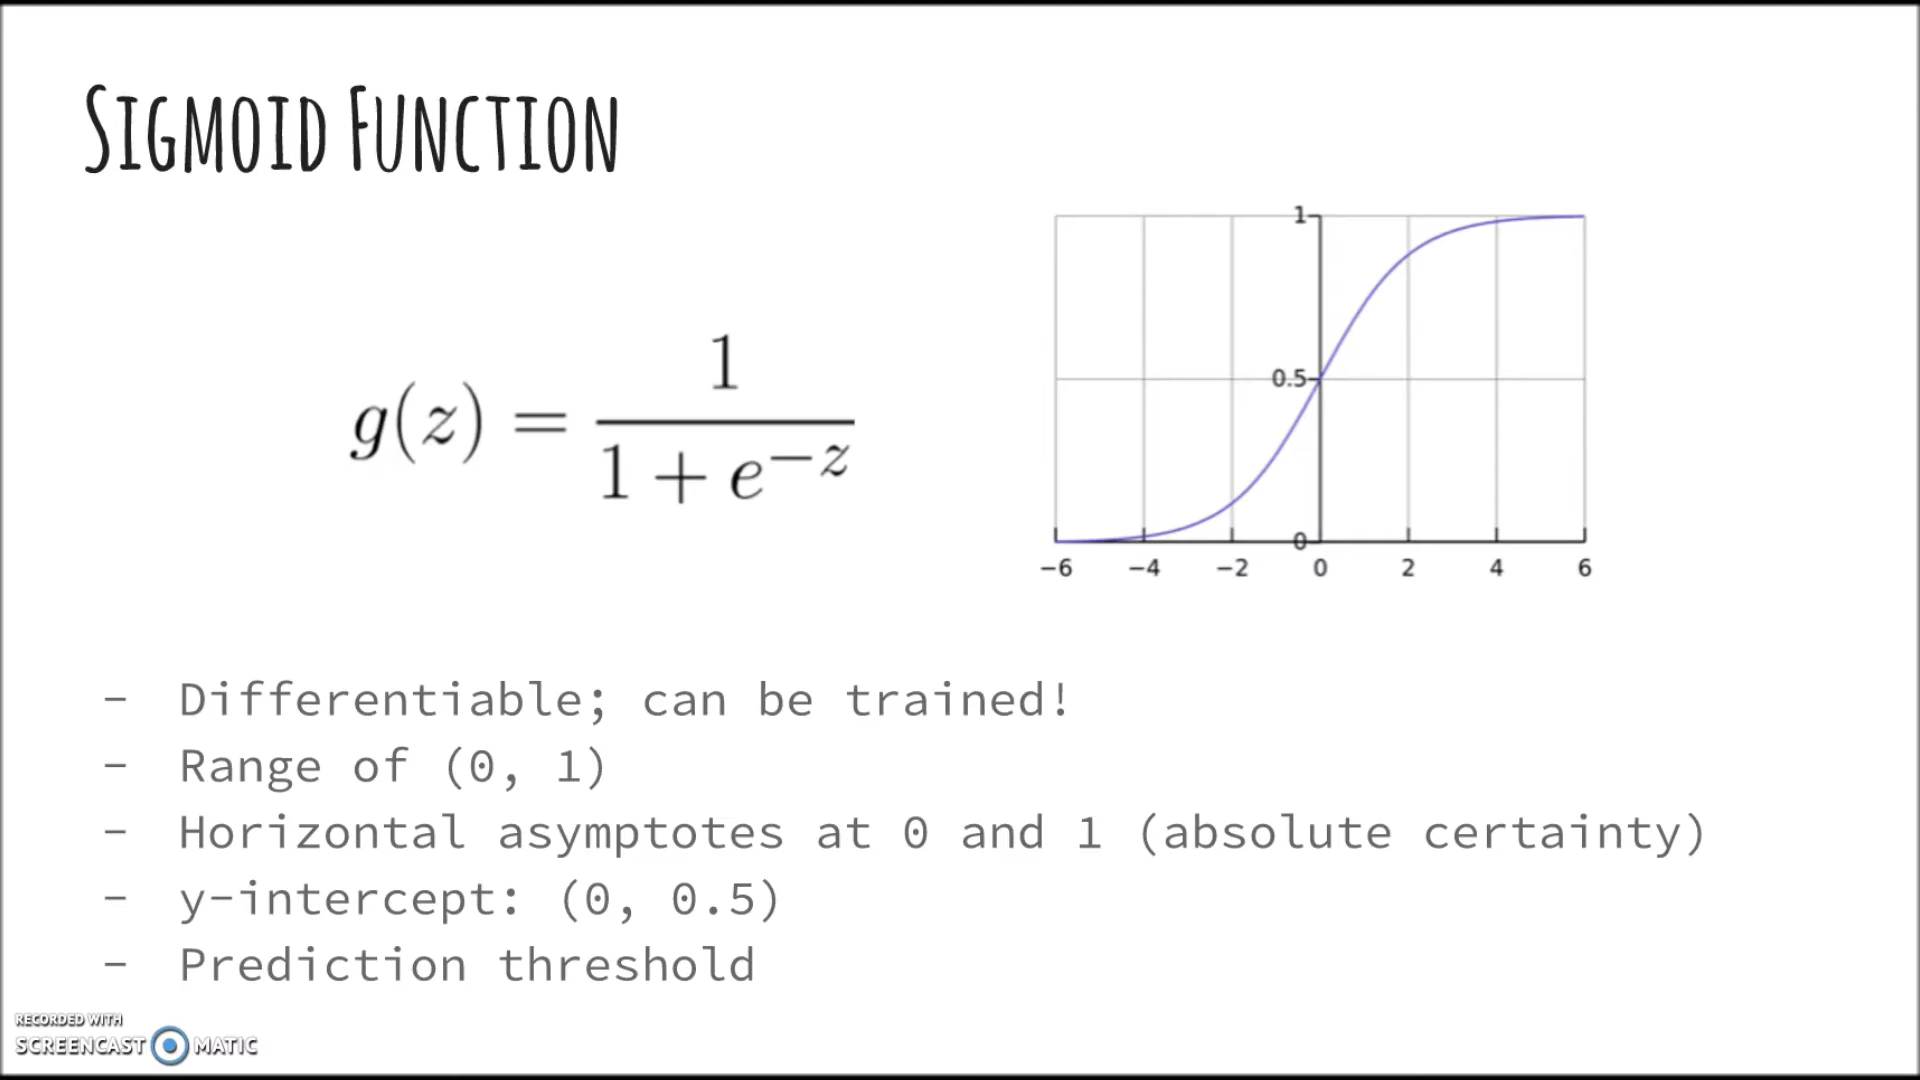 SIGMOID FUNCTION
g(z) = 1 / (1 + e^{-z})
1
0.5
0
−6 −4 −2 0 2 4 6
- Differentiable; can be trained!
- Range of (0, 1)
- Horizontal asymptotes at 0 and 1 (absolute certainty)
- y-intercept: (0, 0.5)
- Prediction threshold
RECORDED WITH
SCREENCAST MATIC